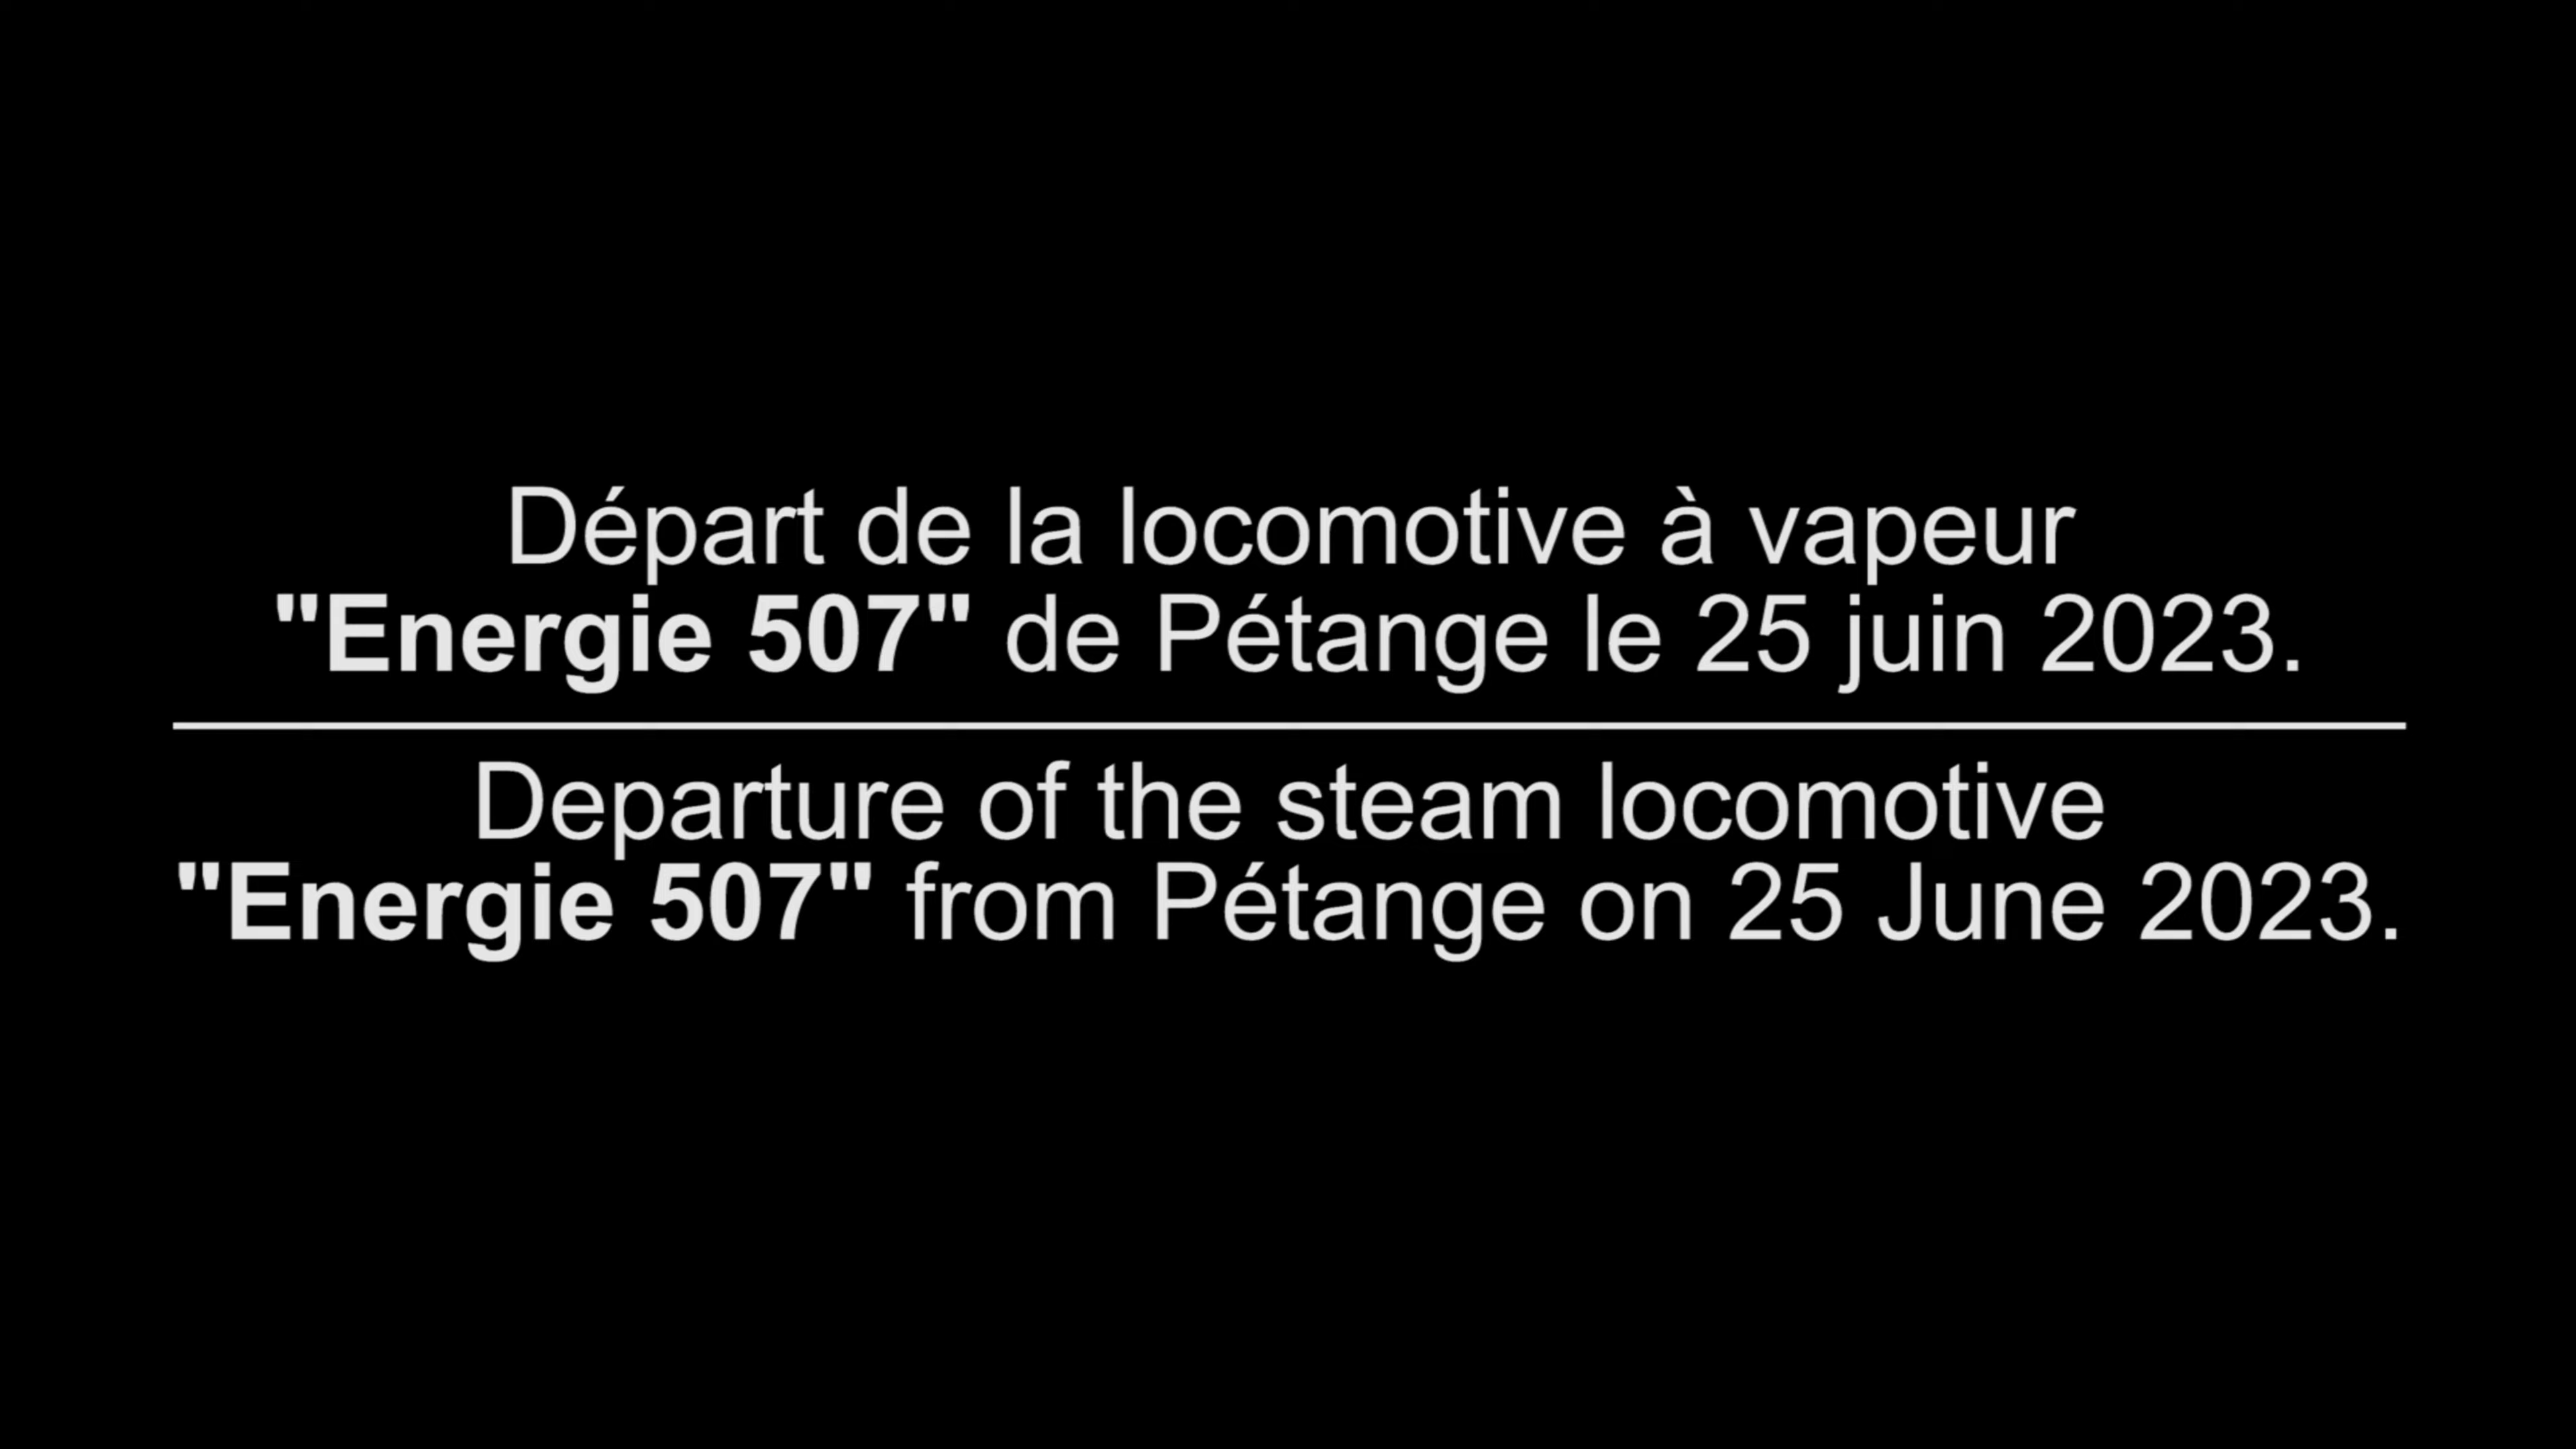 Départ de la locomotive à vapeur
"Energie 507" de Pétange le 25 juin 2023.
Departure of the steam locomotive
"Energie 507" from Pétange on 25 June 2023.